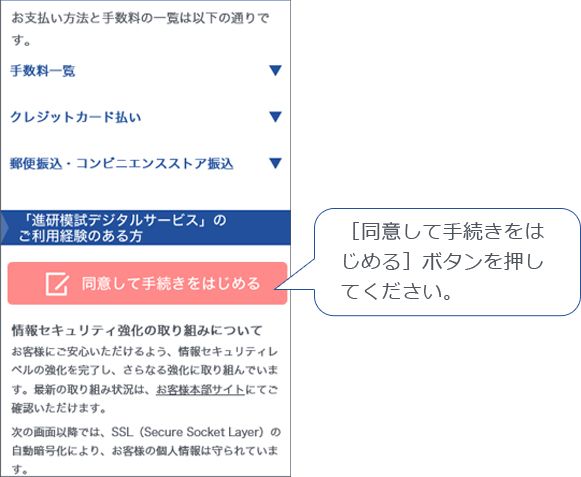 お支払い方法と手数料の一覧は以下の通りで
す。
手数料一覧 ▼
クレジットカード払い ▼
郵便振込・コンビニエンスストア振込 ▼
「進研模試デジタルサービス」の
ご利用経験のある方
同意して手続きをはじめる
［同意して手続きをは
じめる］ボタンを押し
てください。
情報セキュリティ強化の取り組みについて
お客様にご安心いただけるよう、情報セキュリティレ
ベルの強化を完了し、さらなる強化に取り組んでいま
す。最新の取り組み状況は、お客様本部サイトにてご
確認いただけます。
次の画面以降では、SSL（Secure Socket Layer）の
自動暗号化により、お客様の個人情報は守られていま
す。